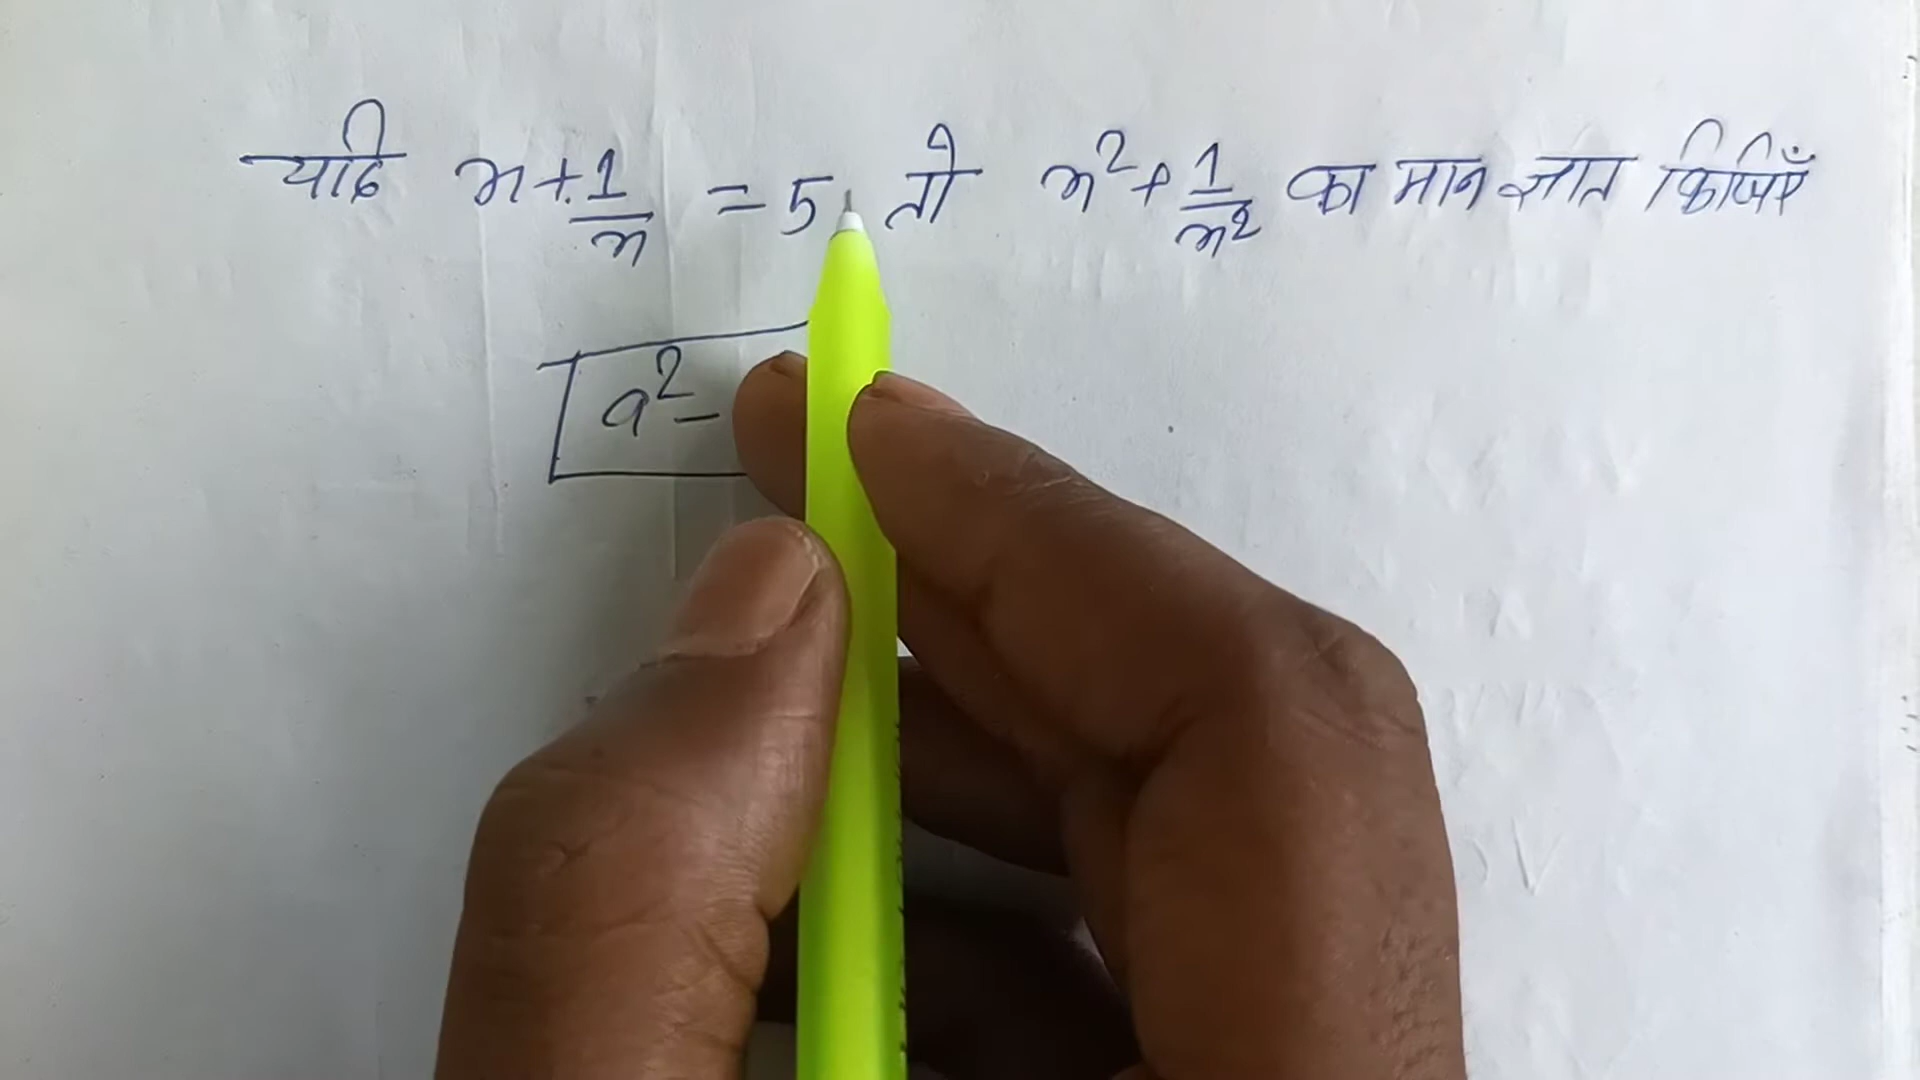 यदि x + 1/x = 5 तो x² + 1/x² का मान ज्ञात किजिएँ
a² -